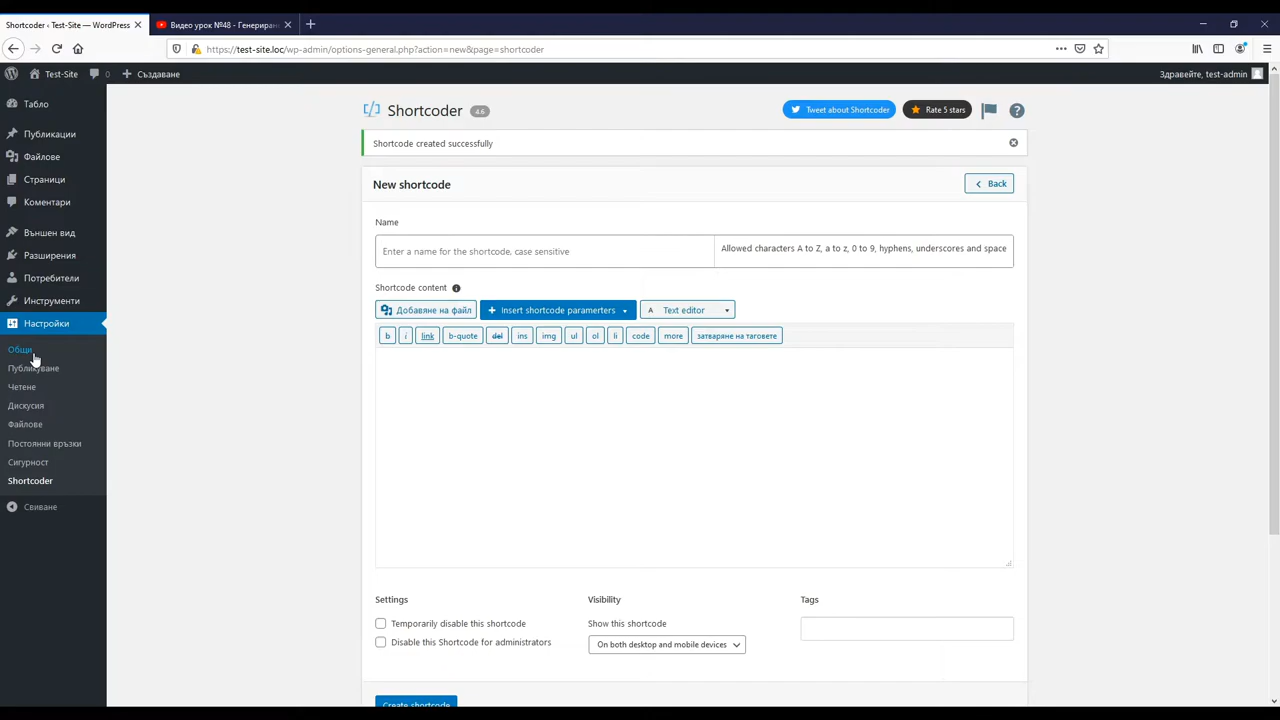 Shortcoder ‹ Test-Site — WordPress
Видео урок №48 - Генериран
https://test-site.loc/wp-admin/options-general.php?action=new&page=shortcoder
Test-Site
0
Създаване
Здравейте, test-admin
Табло
Публикации
Файлове
Страници
Коментари
Външен вид
Разширения
Потребители
Инструменти
Настройки
Общи
Публикуване
Четене
Дискусия
Файлове
Постоянни връзки
Сигурност
Shortcoder
Свиване
Shortcoder 4.6
Tweet about Shortcoder
Rate 5 stars
Shortcode created successfully
New shortcode
Back
Name
Enter a name for the shortcode, case sensitive
Allowed characters A to Z, a to z, 0 to 9, hyphens, underscores and space
Shortcode content
Добавяне на файл
Insert shortcode paramerters
A Text editor
b i link b-quote del ins img ul ol li code more затваряне на таговете
Settings
Temporarily disable this shortcode
Disable this Shortcode for administrators
Visibility
Show this shortcode
On both desktop and mobile devices
Tags
Create shortcode